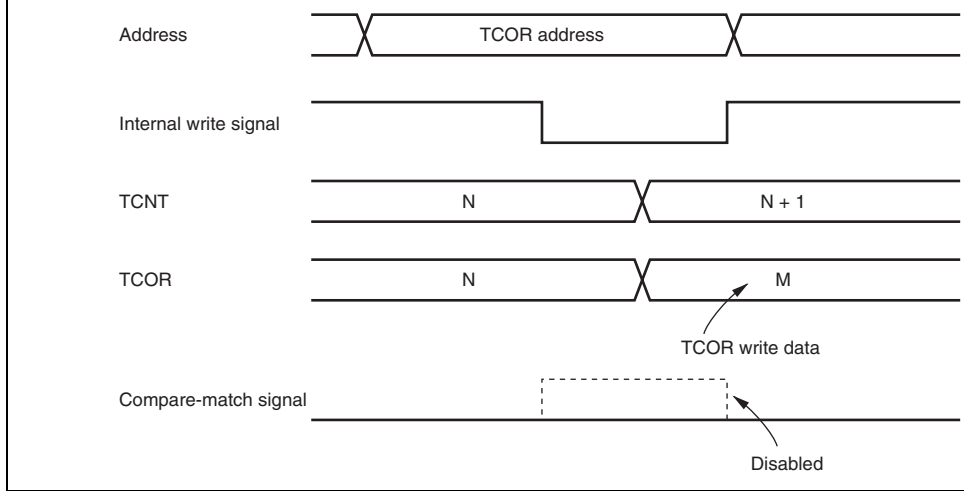 Address
TCOR address
Internal write signal
TCNT
N
N + 1
TCOR
N
M
TCOR write data
Compare-match signal
Disabled